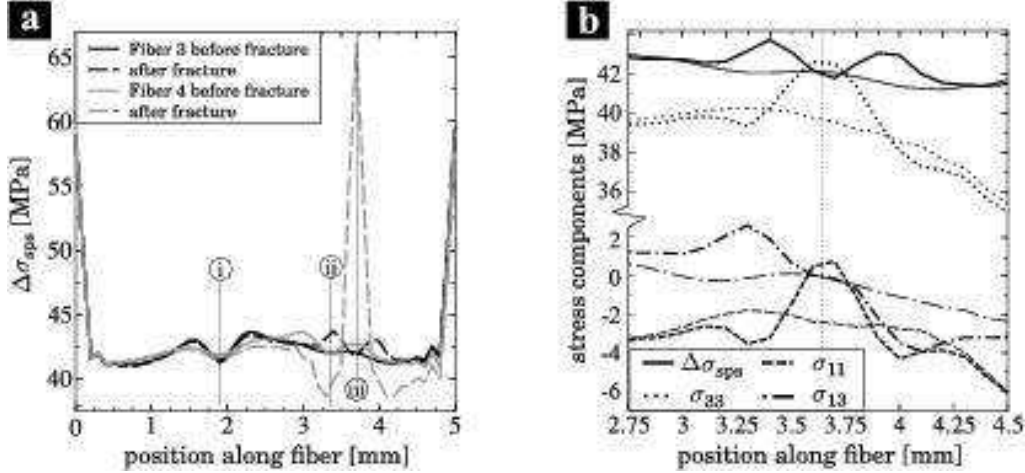 a
Fiber 3 before fracture
after fracture
Fiber 4 before fracture
after fracture
65
60
55
50
45
40
Δσsps [MPa]
i
ii
iii
0
1
2
3
4
5
position along fiber [mm]
b
42
40
38
36
2
0
-2
-4
-6
stress components [MPa]
Δσsps
σ11
σ33
σ13
2.75
3
3.25
3.5
3.75
4
4.25
4.5
position along fiber [mm]